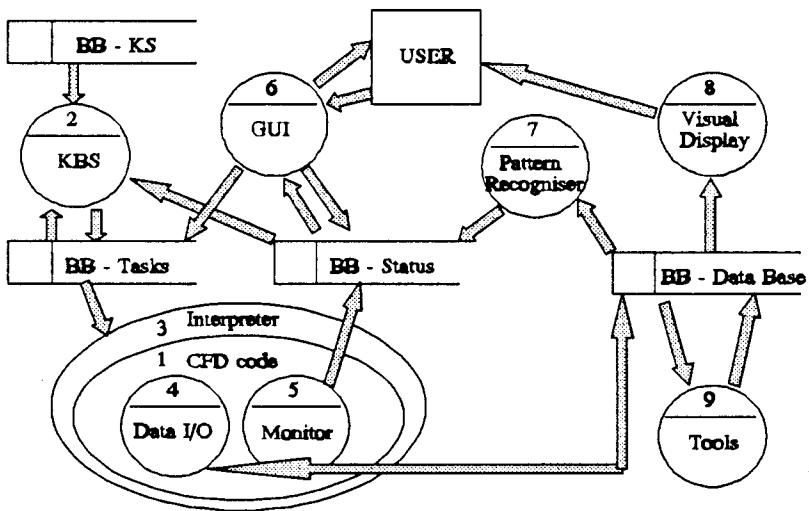 BB - KS
USER
6
GUI
8
Visual
Display
2
KBS
7
Pattern
Recogniser
BB - Tasks
BB - Status
BB - Data Base
3 Interpreter
1 CFD code
4
Data I/O
5
Monitor
9
Tools